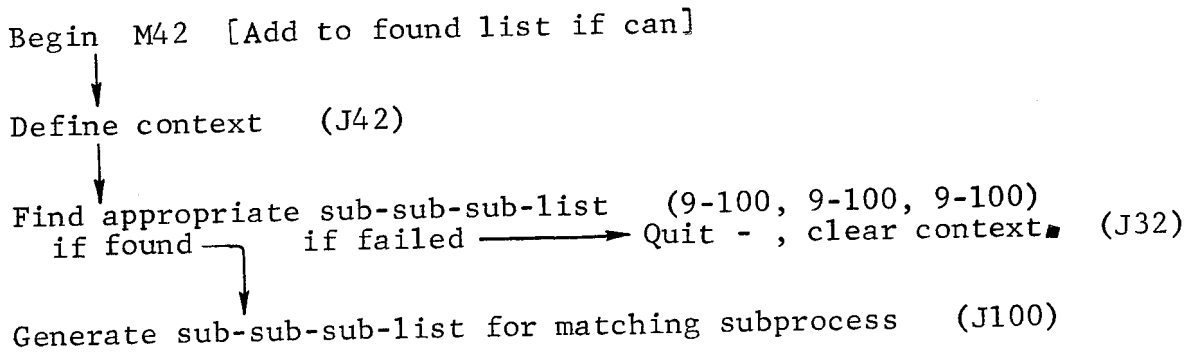 Begin M42 [Add to found list if can]
Define context (J42)
Find appropriate sub-sub-sub-list (9-100, 9-100, 9-100)
if found if failed Quit - , clear context■ (J32)
Generate sub-sub-sub-list for matching subprocess (J100)